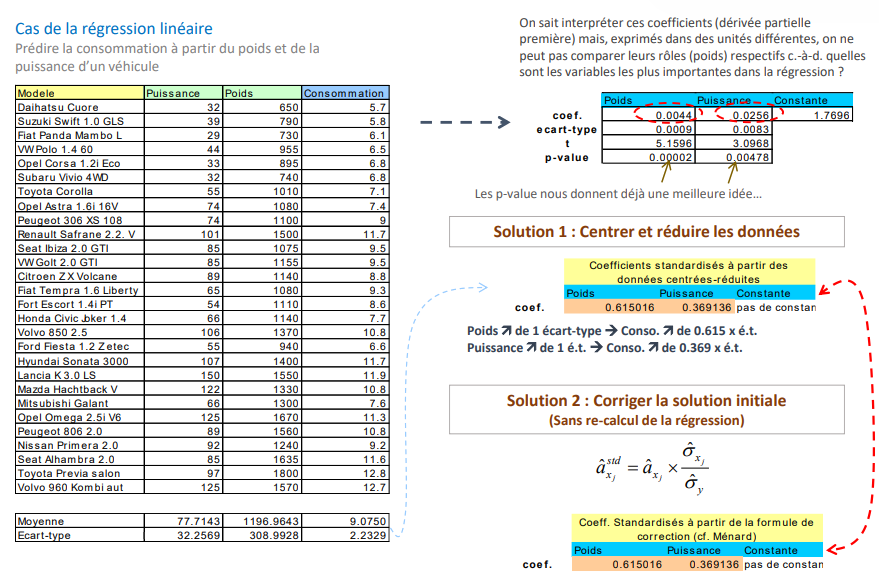 Cas de la régression linéaire
Prédire la consommation à partir du poids et de la
puissance d'un véhicule
Modele Puissance Poids Consommation
Daihatsu Cuore 32 650 5.7
Suzuki Swift 1.0 GLS 39 790 5.8
Fiat Panda Mambo L 29 730 6.1
VW Polo 1.4 60 44 955 6.5
Opel Corsa 1.2i Eco 33 895 6.8
Subaru Vivio 4WD 32 740 6.8
Toyota Corolla 55 1010 7.1
Opel Astra 1.6i 16V 74 1080 7.4
Peugeot 306 XS 108 74 1100 9
Renault Safrane 2.2. V 101 1500 11.7
Seat Ibiza 2.0 GTI 85 1075 9.5
VW Golt 2.0 GTI 85 1155 9.5
Citroen ZX Volcane 89 1140 8.8
Fiat Tempra 1.6 Liberty 65 1080 9.3
Fort Escort 1.4i PT 54 1110 8.6
Honda Civic Joker 1.4 66 1140 7.7
Volvo 850 2.5 106 1370 10.8
Ford Fiesta 1.2 Zetec 55 940 6.6
Hyundai Sonata 3000 107 1400 11.7
Lancia K 3.0 LS 150 1550 11.9
Mazda Hachtback V 122 1330 10.8
Mitsubishi Galant 66 1300 7.6
Opel Omega 2.5i V6 125 1670 11.3
Peugeot 806 2.0 89 1560 10.8
Nissan Primera 2.0 92 1240 9.2
Seat Alhambra 2.0 85 1635 11.6
Toyota Previa salon 97 1800 12.8
Volvo 960 Kombi aut 125 1570 12.7
Moyenne 77.7143 1196.9643 9.0750
Ecart-type 32.2569 308.9928 2.2329
On sait interpréter ces coefficients (dérivée partielle
première) mais, exprimés dans des unités différentes, on ne
peut pas comparer leurs rôles (poids) respectifs c.-à-d. quelles
sont les variables les plus importantes dans la régression ?
Poids Puissance Constante
coef. 0.0044 0.0256 1.7696
ecart-type 0.0009 0.0083
t 5.1596 3.0968
p-value 0.00002 0.00478
Les p-value nous donnent déjà une meilleure idée…
Solution 1 : Centrer et réduire les données
Coefficients standardisés à partir des
données centrées-réduites
Poids Puissance Constante
coef. 0.615016 0.369136 pas de constan
Poids ↗ de 1 écart-type → Conso. ↗ de 0.615 x é.t.
Puissance ↗ de 1 é.t. → Conso. ↗ de 0.369 x é.t.
Solution 2 : Corriger la solution initiale
(Sans re-calcul de la régression)
â_{x_j}^{std} = â_{x_j} × σ̂_{x_j} / σ̂_y
Coeff. Standardisés à partir de la formule de
correction (cf. Ménard)
Poids Puissance Constante
coef. 0.615016 0.369136 pas de constan